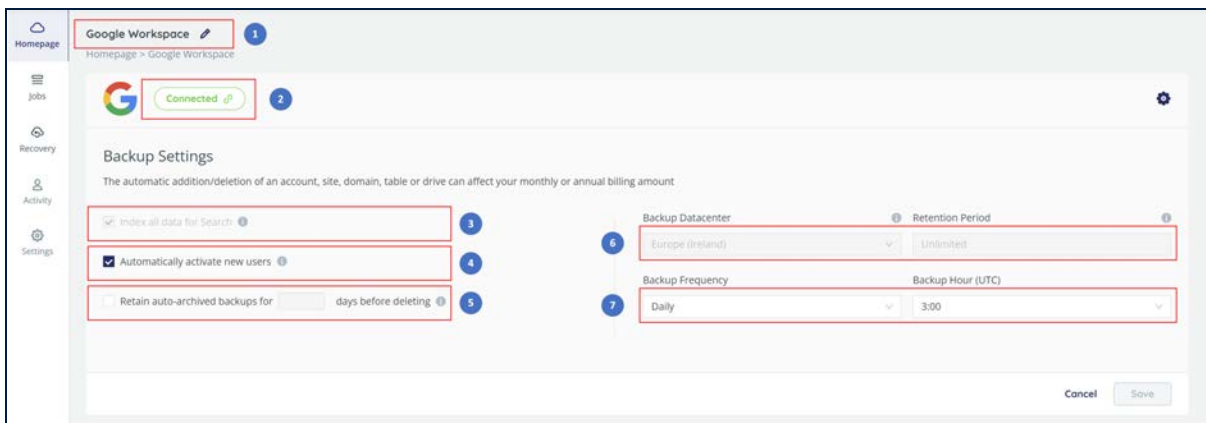 Homepage
Jobs
Recovery
Activity
Settings
Google Workspace
1
Homepage > Google Workspace
Connected
2
Backup Settings
The automatic addition/deletion of an account, site, domain, table or drive can affect your monthly or annual billing amount
Index all data for Search
3
Automatically activate new users
4
Retain auto-archived backups for days before deleting
5
Backup Datacenter
Retention Period
6
Europe (Ireland)
Unlimited
Backup Frequency
Backup Hour (UTC)
7
Daily
3:00
Cancel
Save